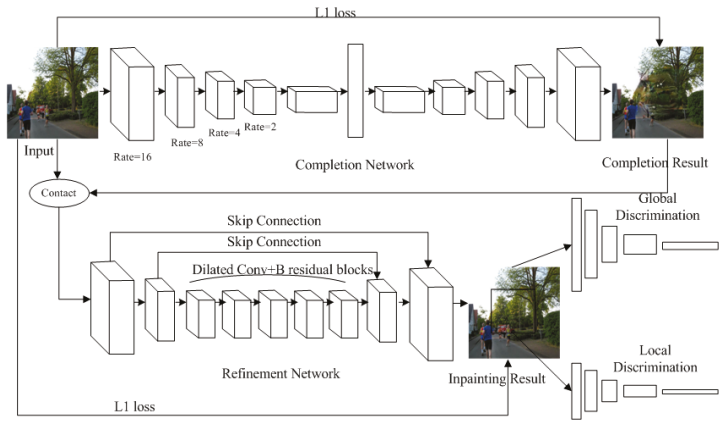 L1 loss
Rate=16
Rate=8
Rate=4
Rate=2
Input
Completion Network
Completion Result
Contact
Global
Discrimination
Skip Connection
Skip Connection
Dilated Conv+B residual blocks
Refinement Network
Inpainting Result
Local
Discrimination
L1 loss